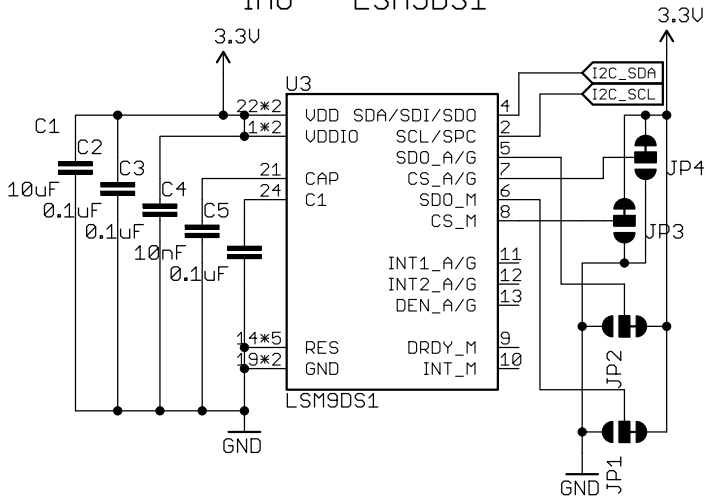 3.3V
3.3V
U3
I2C_SDA
I2C_SCL
22*2 VDD SDA/SDI/SDO 4
1*2 VDDIO SCL/SPC 2
SDO_A/G 5
21 CAP CS_A/G 7
24 C1 SDO_M 6
CS_M 8
INT1_A/G 11
INT2_A/G 12
DEN_A/G 13
14*5 RES DRDY_M 9
19*2 GND INT_M 10
LSM9DS1
C1
10uF
C2
0.1uF
C3
0.1uF
C4
10nF
C5
0.1uF
GND
JP4
JP3
JP2
JP1
GND